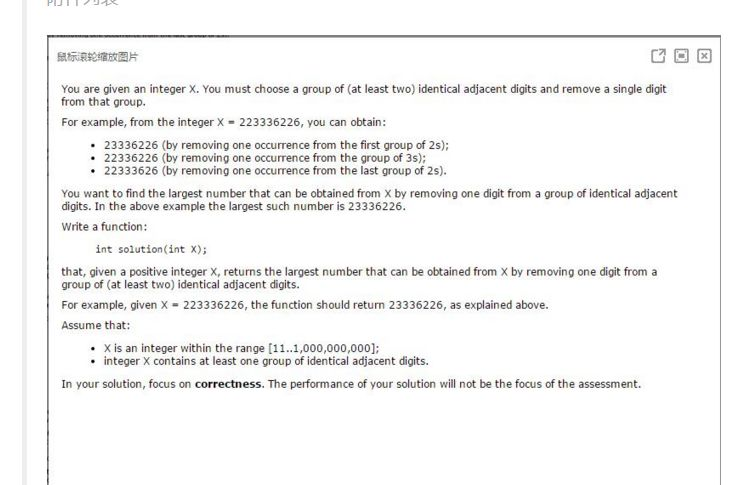 附件列表
鼠标滚轮缩放图片
You are given an integer X. You must choose a group of (at least two) identical adjacent digits and remove a single digit
from that group.
For example, from the integer X = 223336226, you can obtain:
• 23336226 (by removing one occurrence from the first group of 2s);
• 22336226 (by removing one occurrence from the group of 3s);
• 22333626 (by removing one occurrence from the last group of 2s).
You want to find the largest number that can be obtained from X by removing one digit from a group of identical adjacent
digits. In the above example the largest such number is 23336226.
Write a function:
int solution(int X);
that, given a positive integer X, returns the largest number that can be obtained from X by removing one digit from a
group of (at least two) identical adjacent digits.
For example, given X = 223336226, the function should return 23336226, as explained above.
Assume that:
• X is an integer within the range [11..1,000,000,000];
• integer X contains at least one group of identical adjacent digits.
In your solution, focus on correctness. The performance of your solution will not be the focus of the assessment.